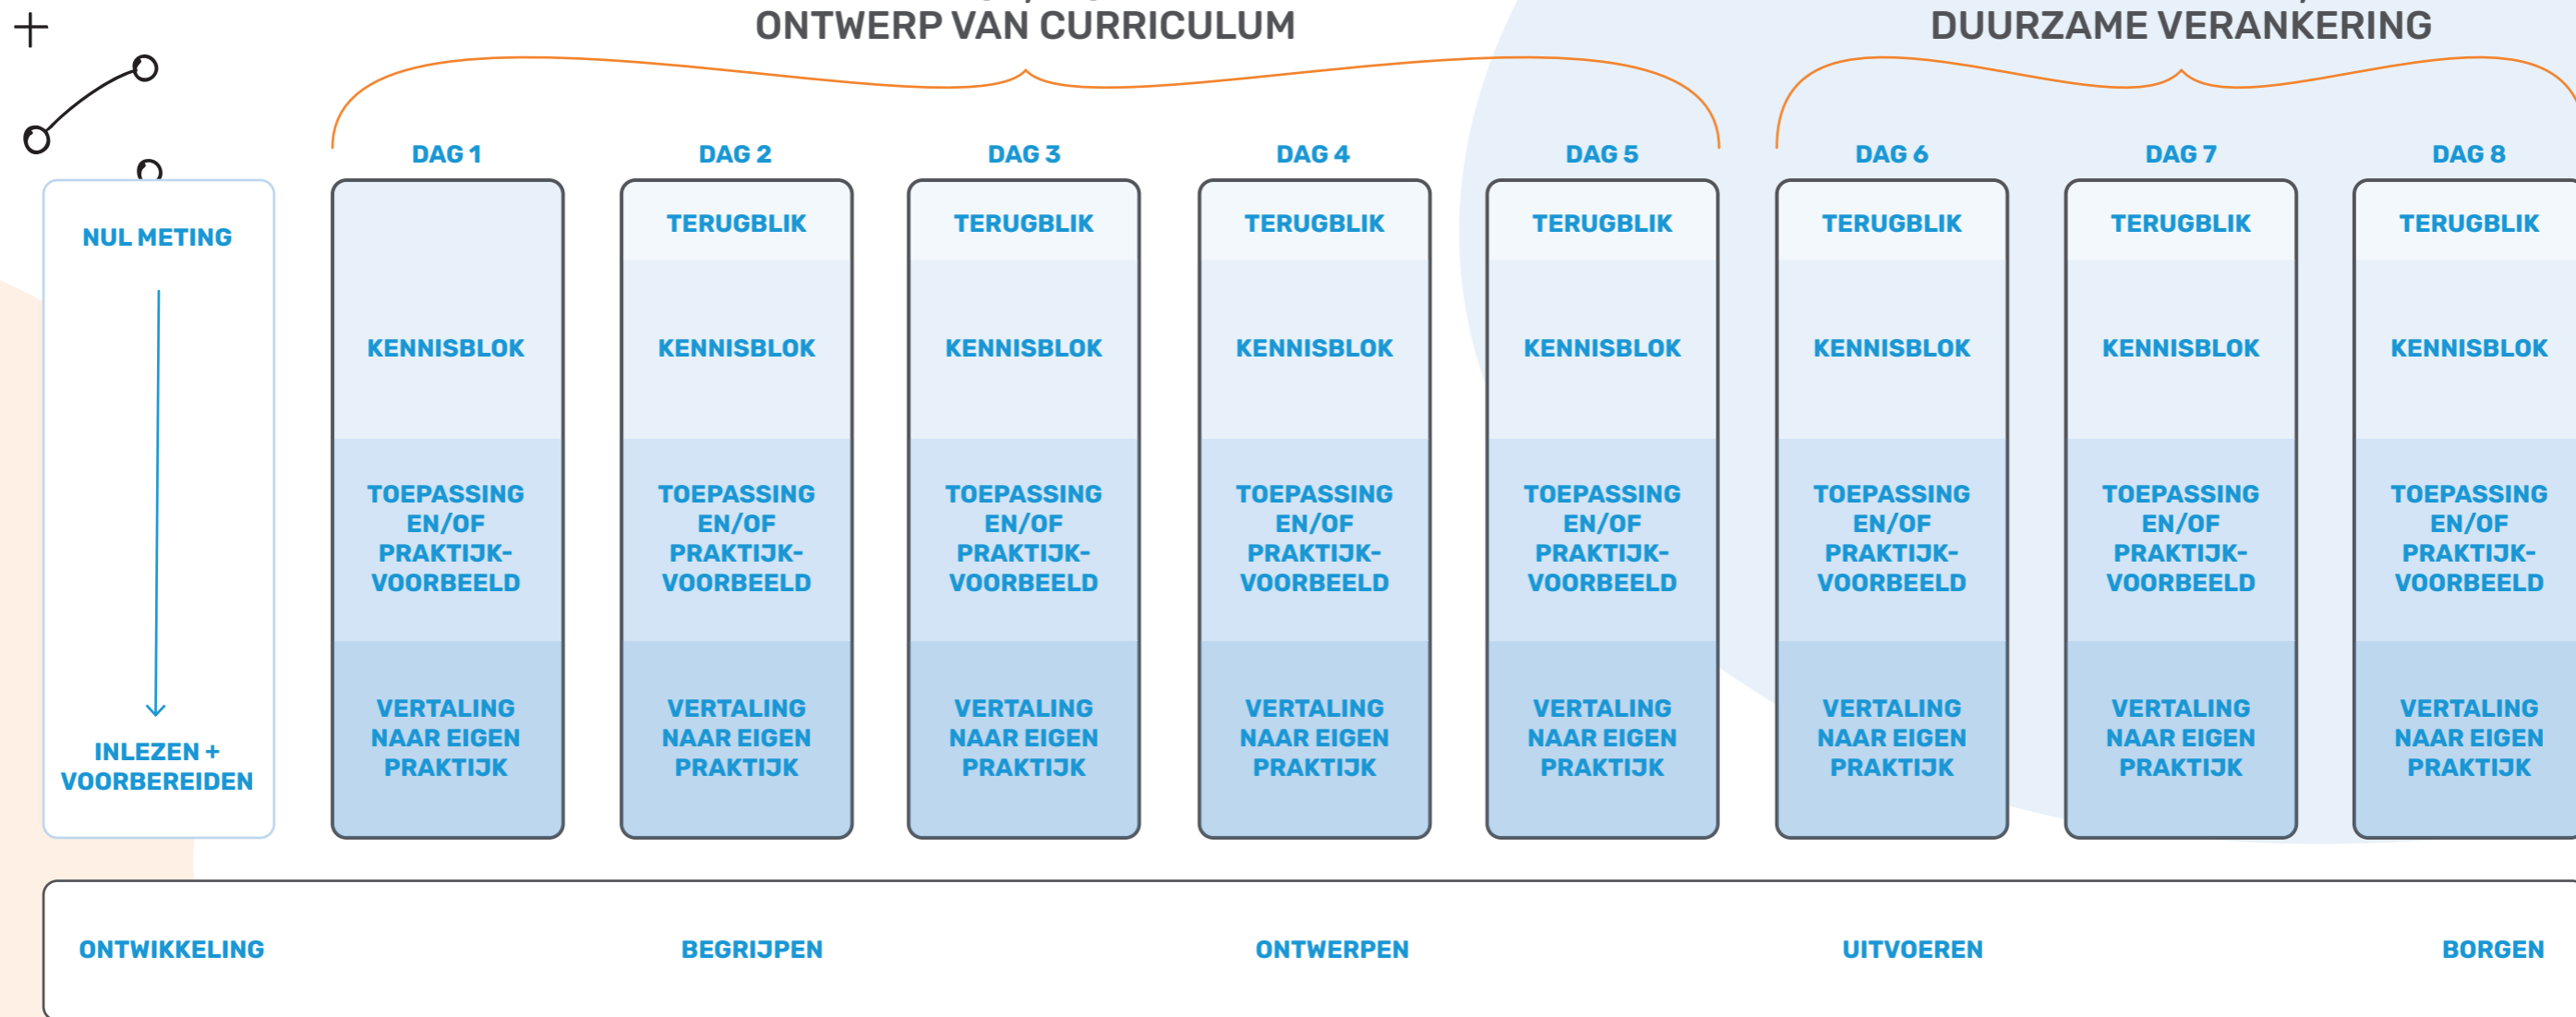 ONTWERP VAN CURRICULUM
DUURZAME VERANKERING
DAG 1
DAG 2
DAG 3
DAG 4
DAG 5
DAG 6
DAG 7
DAG 8
NUL METING
INLEZEN +
VOORBEREIDEN
KENNISBLOK
TOEPASSING
EN/OF
PRAKTIJK-
VOORBEELD
VERTALING
NAAR EIGEN
PRAKTIJK
TERUGBLIK
KENNISBLOK
TOEPASSING
EN/OF
PRAKTIJK-
VOORBEELD
VERTALING
NAAR EIGEN
PRAKTIJK
TERUGBLIK
KENNISBLOK
TOEPASSING
EN/OF
PRAKTIJK-
VOORBEELD
VERTALING
NAAR EIGEN
PRAKTIJK
TERUGBLIK
KENNISBLOK
TOEPASSING
EN/OF
PRAKTIJK-
VOORBEELD
VERTALING
NAAR EIGEN
PRAKTIJK
TERUGBLIK
KENNISBLOK
TOEPASSING
EN/OF
PRAKTIJK-
VOORBEELD
VERTALING
NAAR EIGEN
PRAKTIJK
TERUGBLIK
KENNISBLOK
TOEPASSING
EN/OF
PRAKTIJK-
VOORBEELD
VERTALING
NAAR EIGEN
PRAKTIJK
TERUGBLIK
KENNISBLOK
TOEPASSING
EN/OF
PRAKTIJK-
VOORBEELD
VERTALING
NAAR EIGEN
PRAKTIJK
TERUGBLIK
KENNISBLOK
TOEPASSING
EN/OF
PRAKTIJK-
VOORBEELD
VERTALING
NAAR EIGEN
PRAKTIJK
ONTWIKKELING
BEGRIJPEN
ONTWERPEN
UITVOEREN
BORGEN